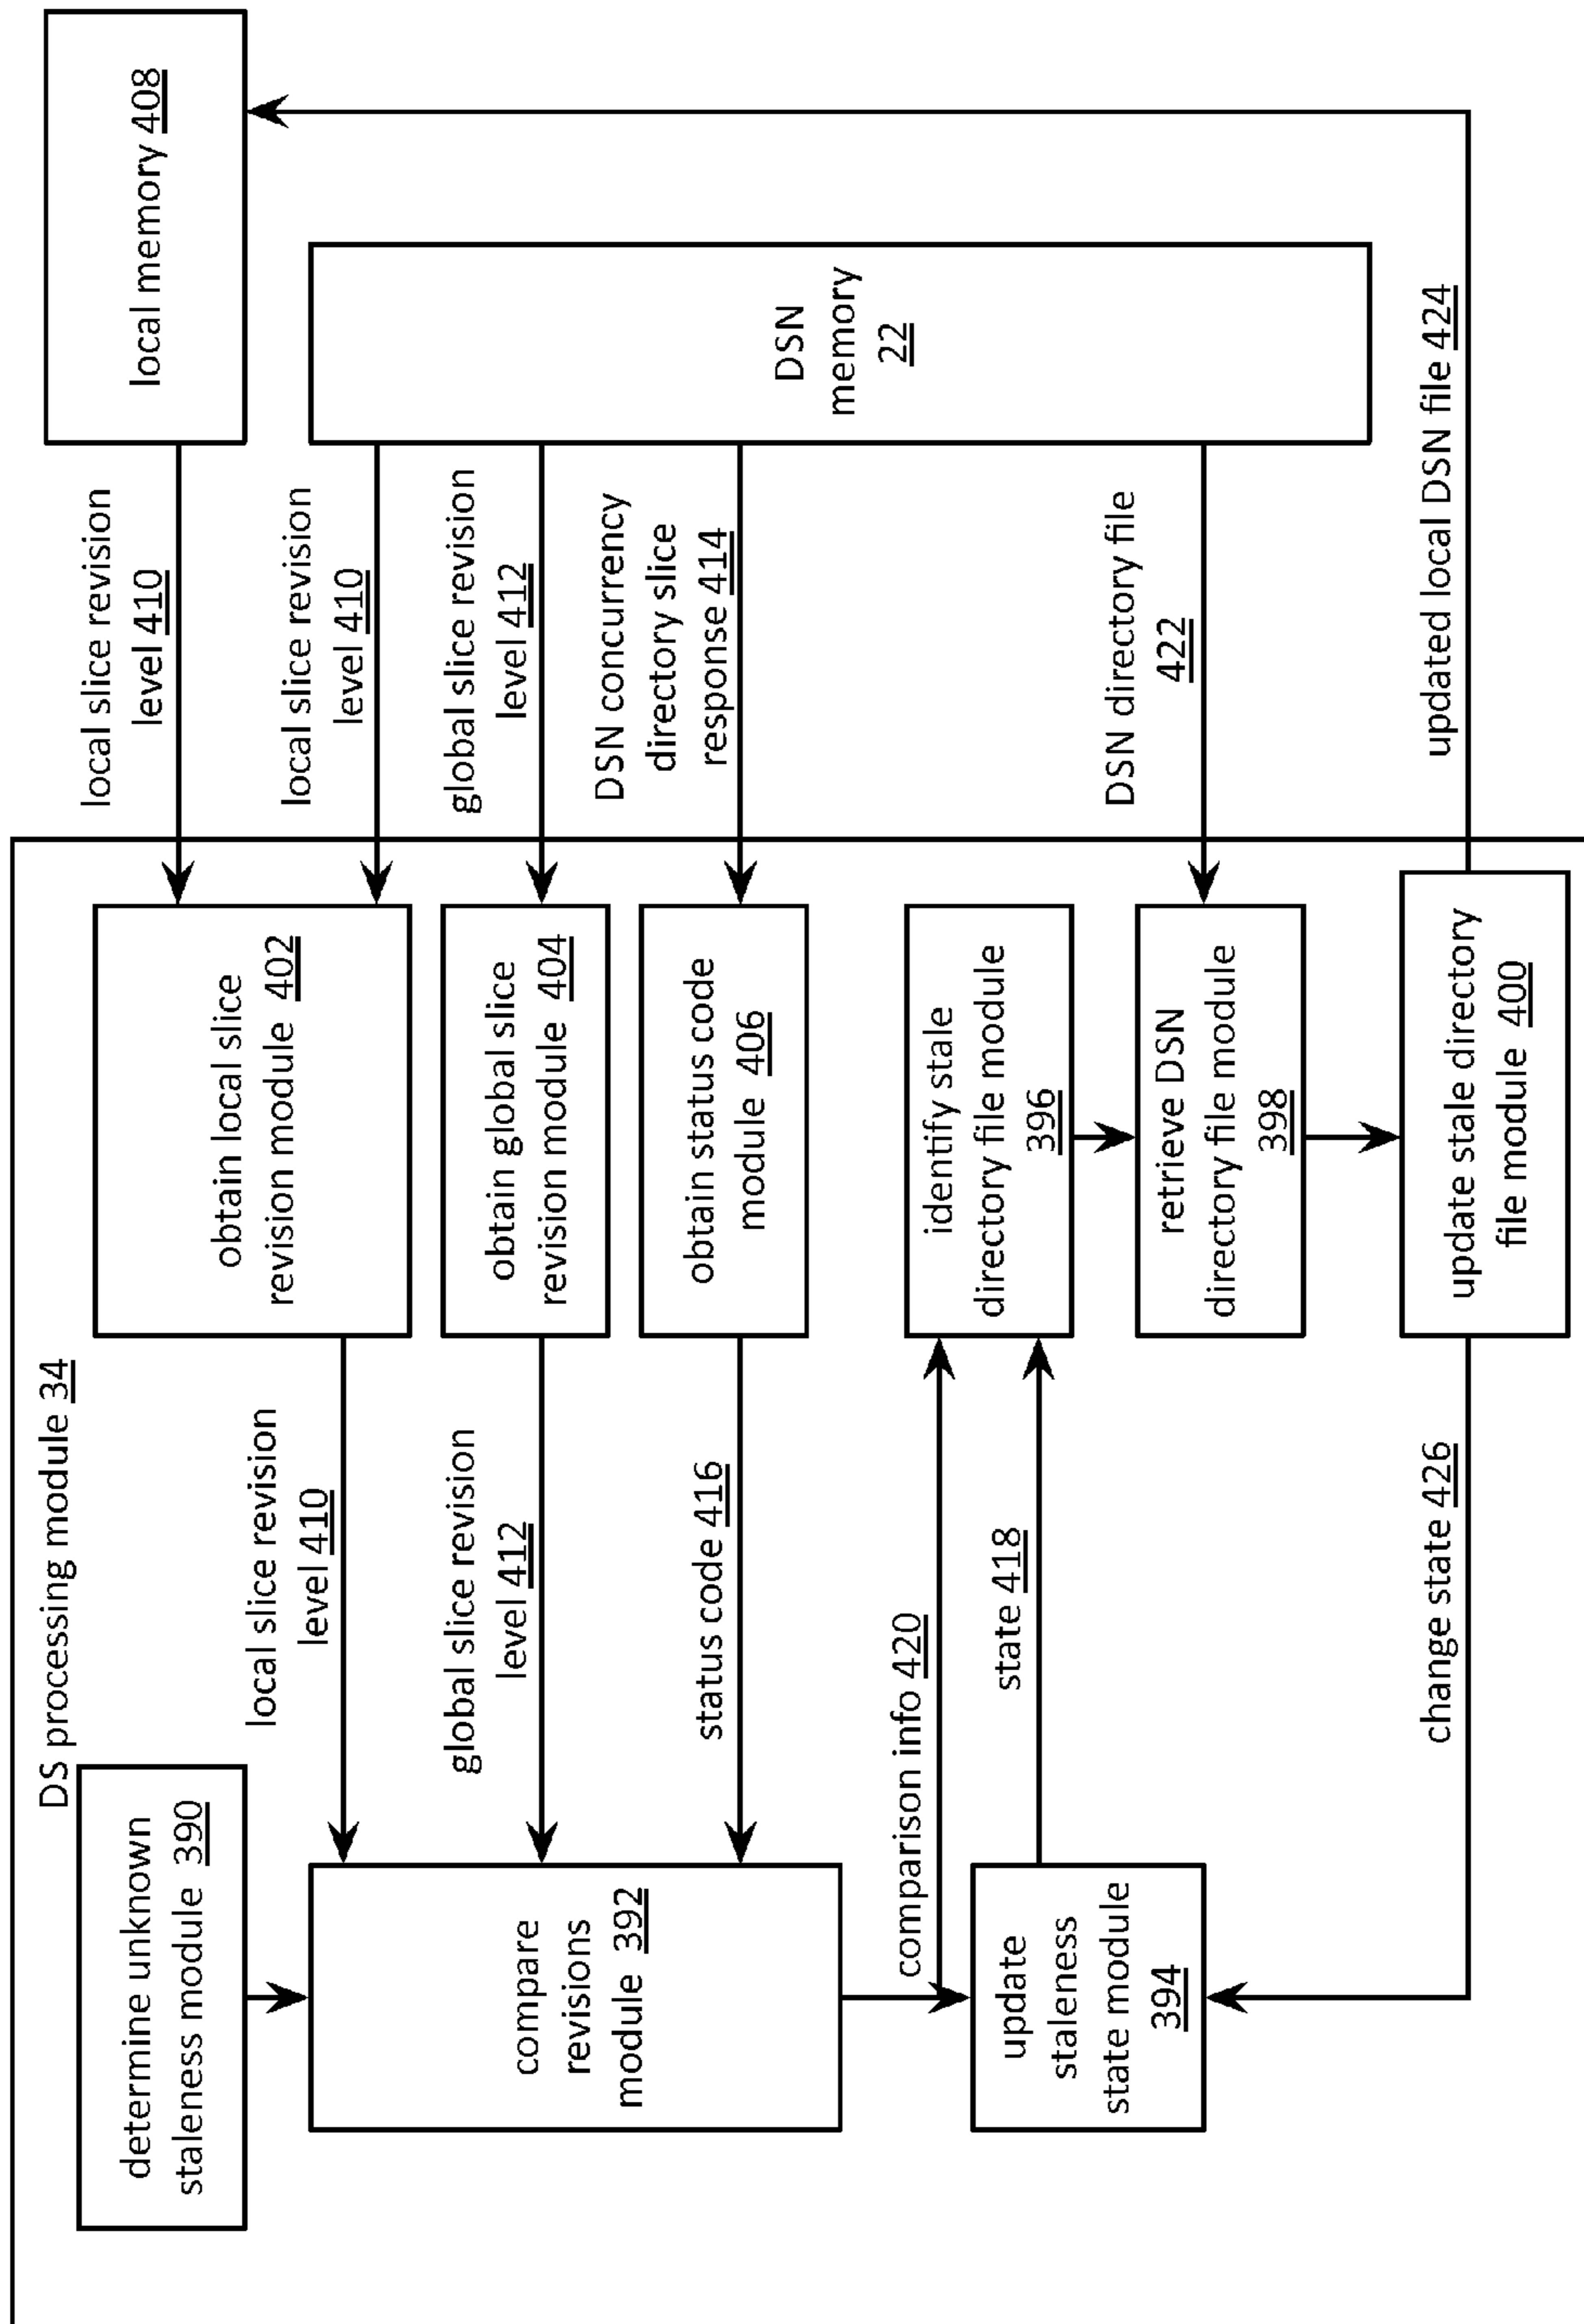 DS processing module 34
determine unknown
staleness module 390
compare
revisions
module 392
update
staleness
state module
394
local slice revision
level 410
global slice revision
level 412
status code 416
comparison info 420
state 418
change state 426
obtain local slice
revision module 402
obtain global slice
revision module 404
obtain status code
module 406
identify stale
directory file module
396
retrieve DSN
directory file module
398
update stale directory
file module 400
local slice revision
level 410
local slice revision
level 410
global slice revision
level 412
DSN concurrency
directory slice
response 414
DSN directory file
422
updated local DSN file 424
local memory 408
DSN
memory
22